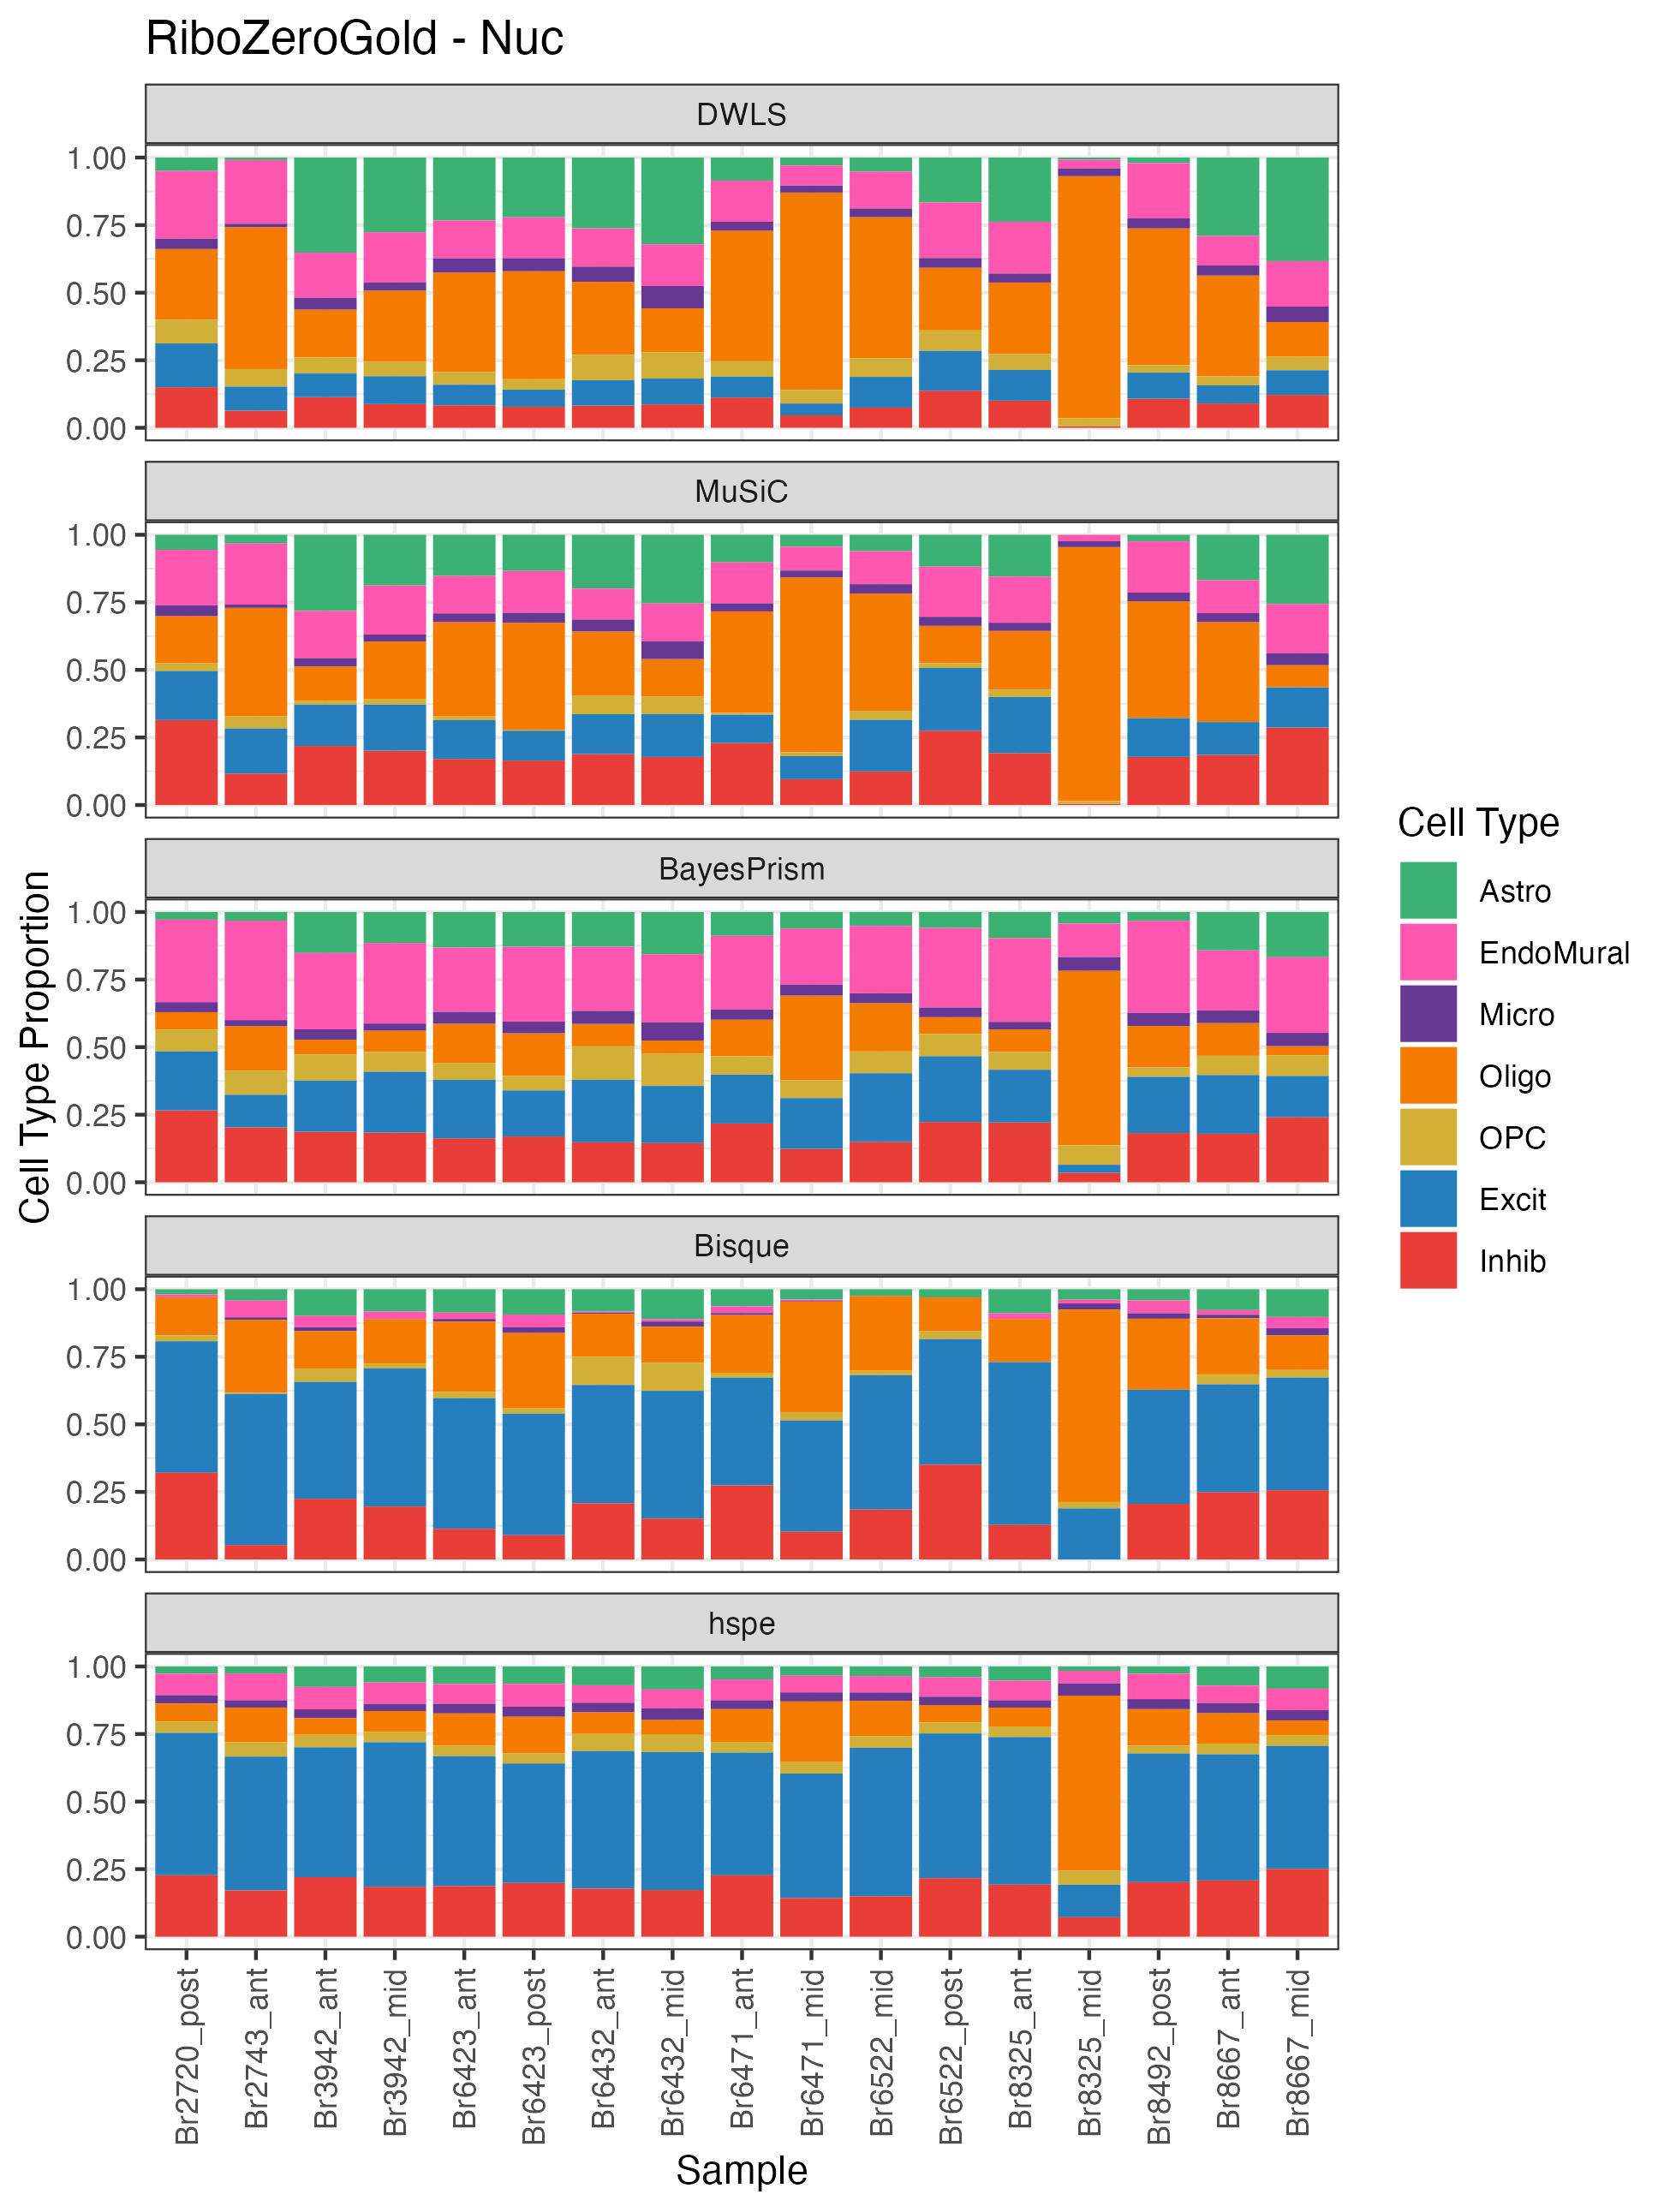 RiboZeroGold - Nuc
DWLS
1.00
0.75
0.50
0.25
0.00
MuSiC
1.00
0.75
0.50
0.25
0.00
BayesPrism
1.00
0.75
0.50
0.25
0.00
Bisque
1.00
0.75
0.50
0.25
0.00
hspe
1.00
0.75
0.50
0.25
0.00
Cell Type Proportion
Br2720_post
Br2743_ant
Br3942_ant
Br3942_mid
Br6423_ant
Br6423_post
Br6432_ant
Br6432_mid
Br6471_ant
Br6471_mid
Br6522_mid
Br6522_post
Br8325_ant
Br8325_mid
Br8492_post
Br8667_ant
Br8667_mid
Sample
Cell Type
Astro
EndoMural
Micro
Oligo
OPC
Excit
Inhib